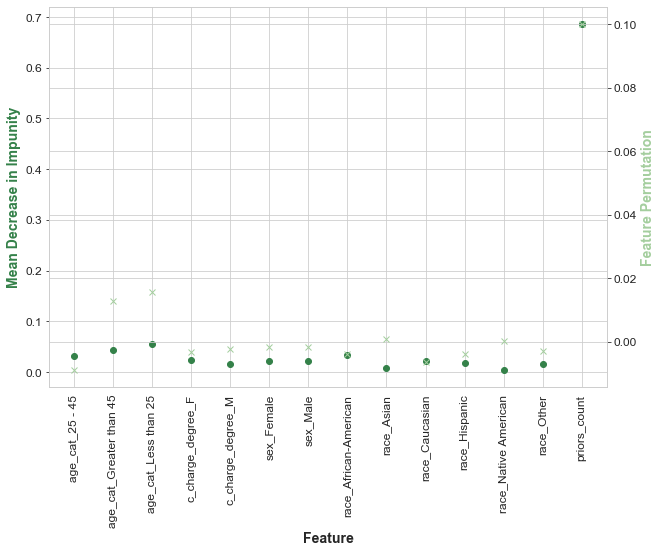 0.7
0.6
0.5
0.4
0.3
0.2
0.1
0.0
Mean Decrease in Impunity
0.10
0.08
0.06
0.04
0.02
0.00
Feature Permutation
age_cat_25 - 45
age_cat_Greater than 45
age_cat_Less than 25
c_charge_degree_F
c_charge_degree_M
sex_Female
sex_Male
race_African-American
race_Asian
race_Caucasian
race_Hispanic
race_Native American
race_Other
priors_count
Feature